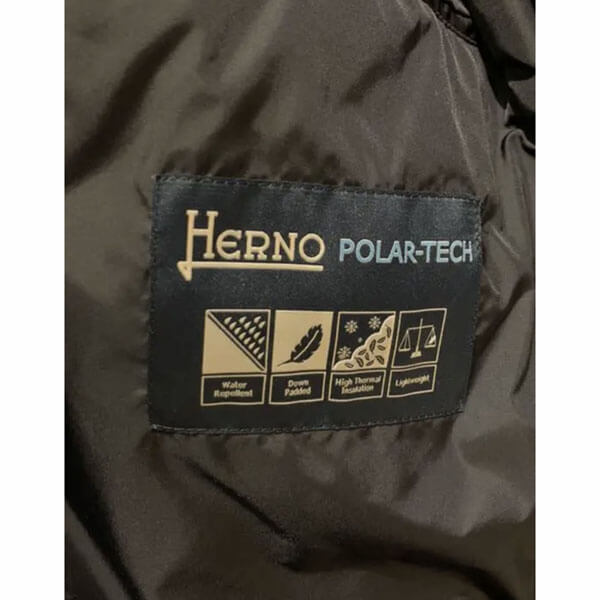 HERNO POLAR-TECH
Water Repellent
Down Padded
High Thermal Insulation
Lightweight